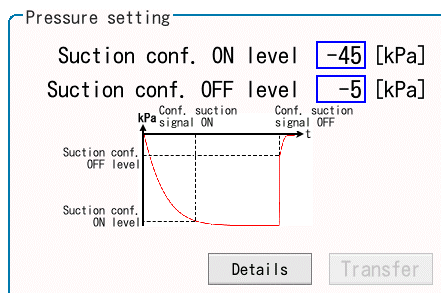 Pressure setting
Suction conf. ON level -45 [kPa]
Suction conf. OFF level -5 [kPa]
kPa
Conf. suction
signal ON
Conf. suction
signal OFF
t
Suction conf.
OFF level
Suction conf.
ON level
Details
Transfer